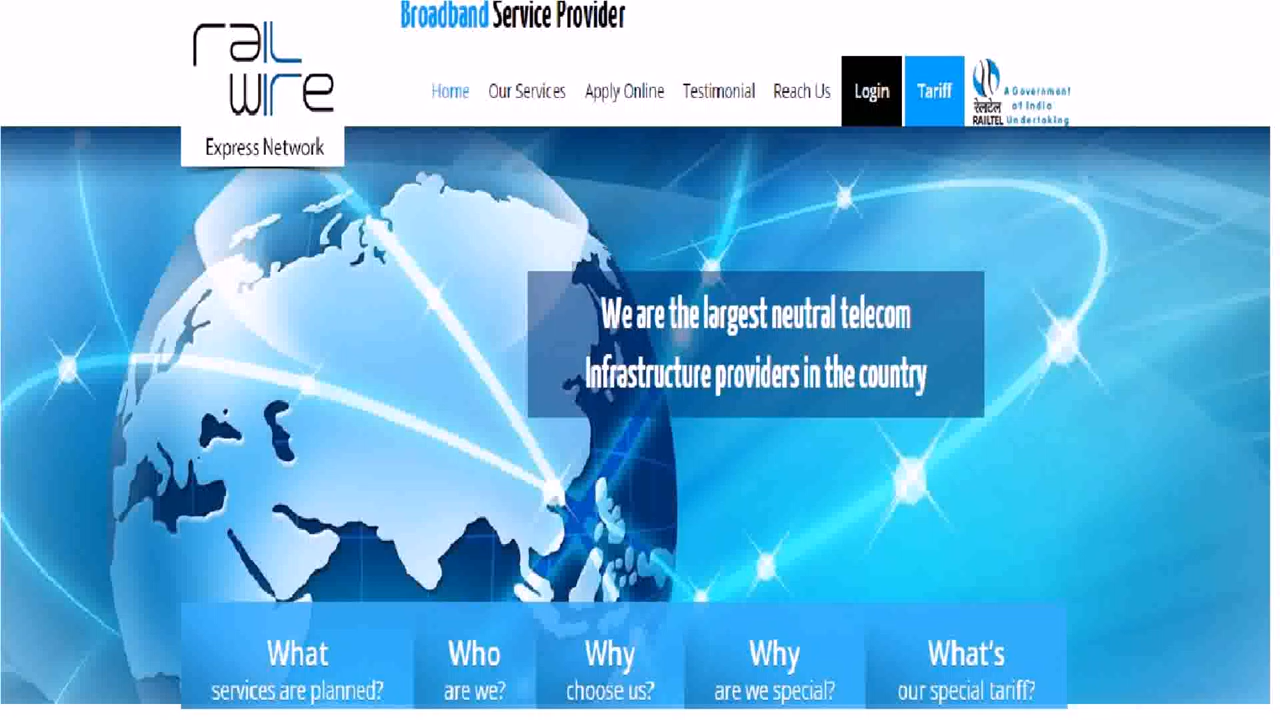 Broadband Service Provider
rail
wire
Express Network
Home Our Services Apply Online Testimonial Reach Us Login Tariff
रेलटेल
RAILTEL
A Government
of India
Undertaking
We are the largest neutral telecom
Infrastructure providers in the country
What
services are planned?
Who
are we?
Why
choose us?
Why
are we special?
What's
our special tariff?